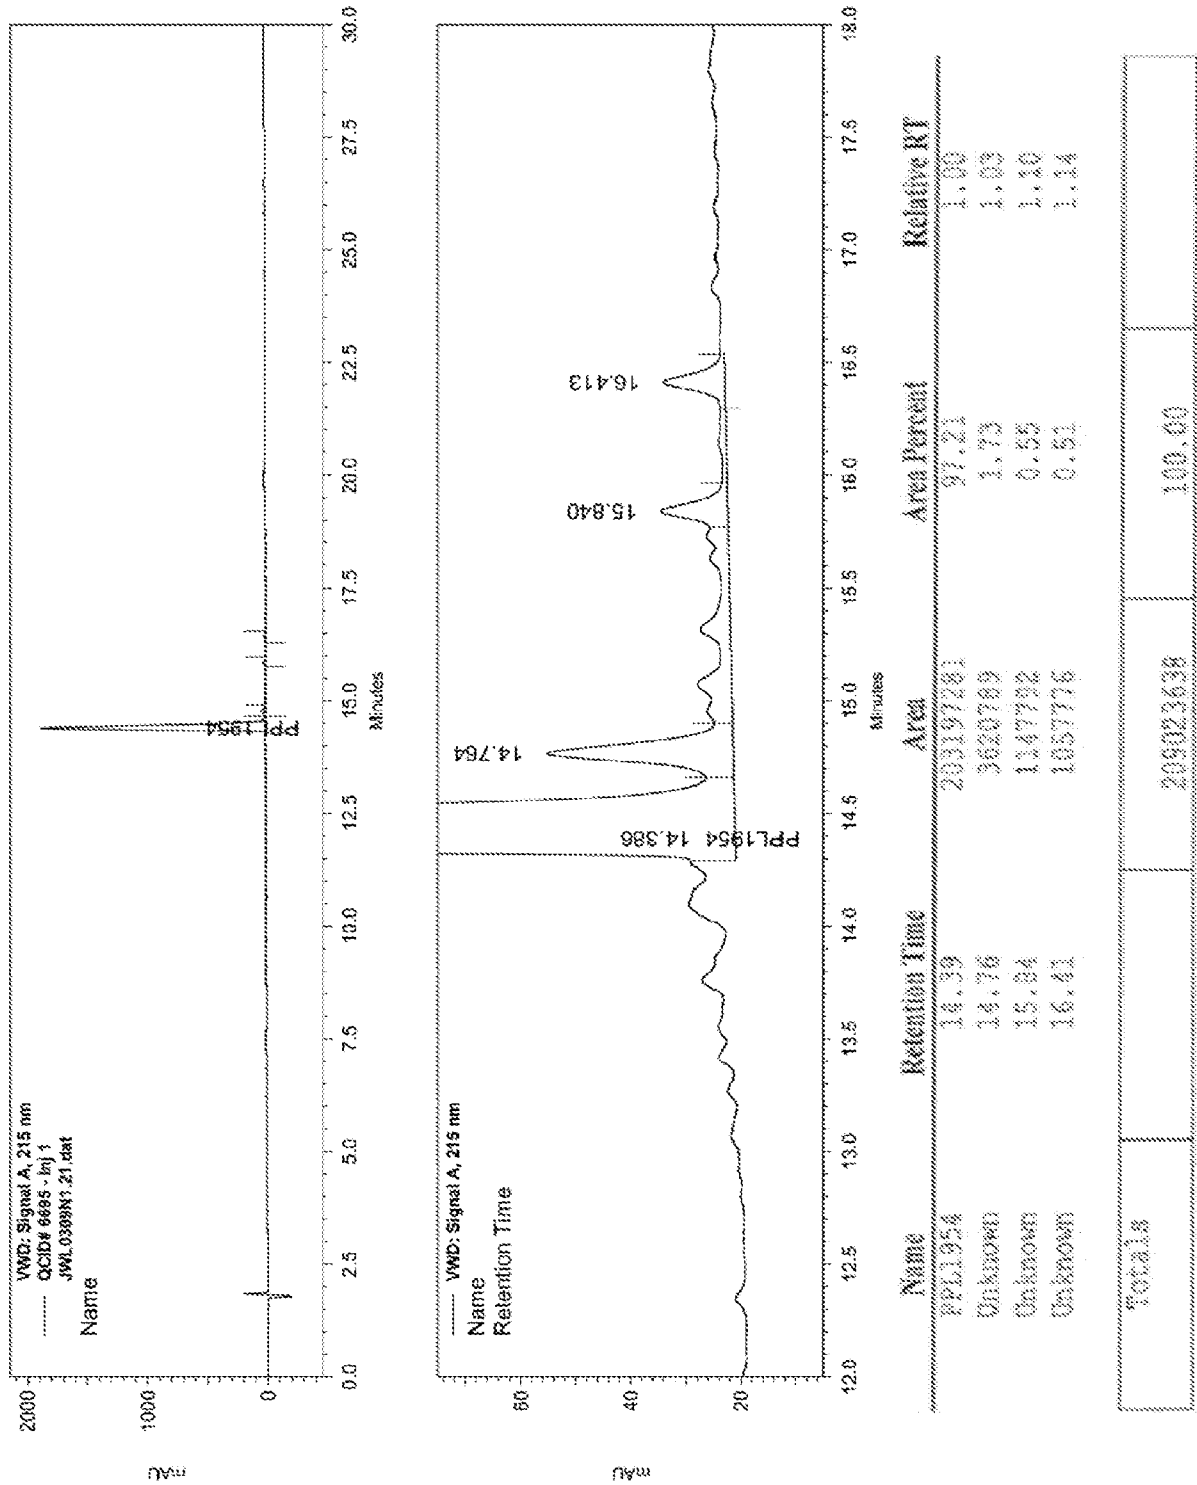 VWD: Signal A, 215 nm
QCID# 6695 - Inj 1
Name
mAU
2000
1000
0
PPL1954
0.0 2.5 5.0 7.5 10.0 12.5 15.0 17.5 20.0 22.5 25.0 27.5 30.0
Minutes
VWD: Signal A, 215 nm
Name
Retention Time
mAU
60
40
20
PPL1954 14.386
14.764
15.840
16.413
12.0 12.5 13.0 13.5 14.0 14.5 15.0 15.5 16.0 16.5 17.0 17.5 18.0
Minutes
Name Retention Time Area Area Percent Relative RT
PPL1954 14.39 203197281 97.21 1.00
Unknown 14.76 3620789 1.73 1.03
Unknown 15.84 1147792 0.55 1.10
Unknown 16.41 1057776 0.51 1.14
Totals 209023638 100.00